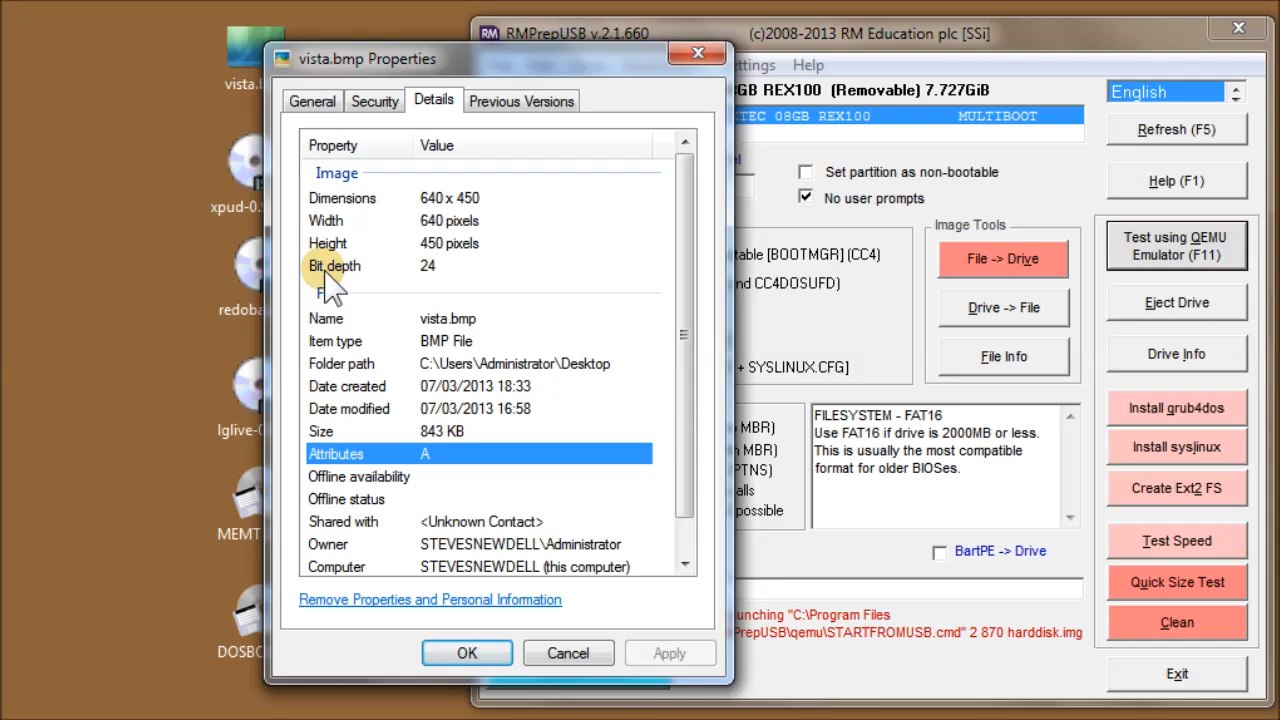 vista.
xpud-0.
redoba
lglive-0
MEMT
DOSBO
vista.bmp Properties
General
Security
Details
Previous Versions
Property Value
Image
Dimensions 640 x 450
Width 640 pixels
Height 450 pixels
Bit depth 24
Name vista.bmp
Item type BMP File
Folder path C:\Users\Administrator\Desktop
Date created 07/03/2013 18:33
Date modified 07/03/2013 16:58
Size 843 KB
Attributes A
Offline availability
Offline status
Shared with <Unknown Contact>
Owner STEVESNEWDELL\Administrator
Computer STEVESNEWDELL (this computer)
Remove Properties and Personal Information
OK
Cancel
Apply
RMPrepUSB v.2.1.660 (c)2008-2013 RM Education plc [SSi]
ettings Help
8GB REX100 (Removable) 7.727GiB
TEC 08GB REX100 MULTIBOOT
Set partition as non-bootable
No user prompts
table [BOOTMGR] (CC4)
nd CC4DOSUFD)
+ SYSLINUX.CFG]
Image Tools
File -> Drive
Drive -> File
File Info
MBR)
MBR)
PTNS)
alls
possible
FILESYSTEM - FAT16
Use FAT16 if drive is 2000MB or less.
This is usually the most compatible
format for older BIOSes.
BartPE -> Drive
unching "C:\Program Files
PrepUSB\qemu\STARTFROMUSB.cmd" 2 870 harddisk.img
English
Refresh (F5)
Help (F1)
Test using QEMU
Emulator (F11)
Eject Drive
Drive Info
Install grub4dos
Install syslinux
Create Ext2 FS
Test Speed
Quick Size Test
Clean
Exit